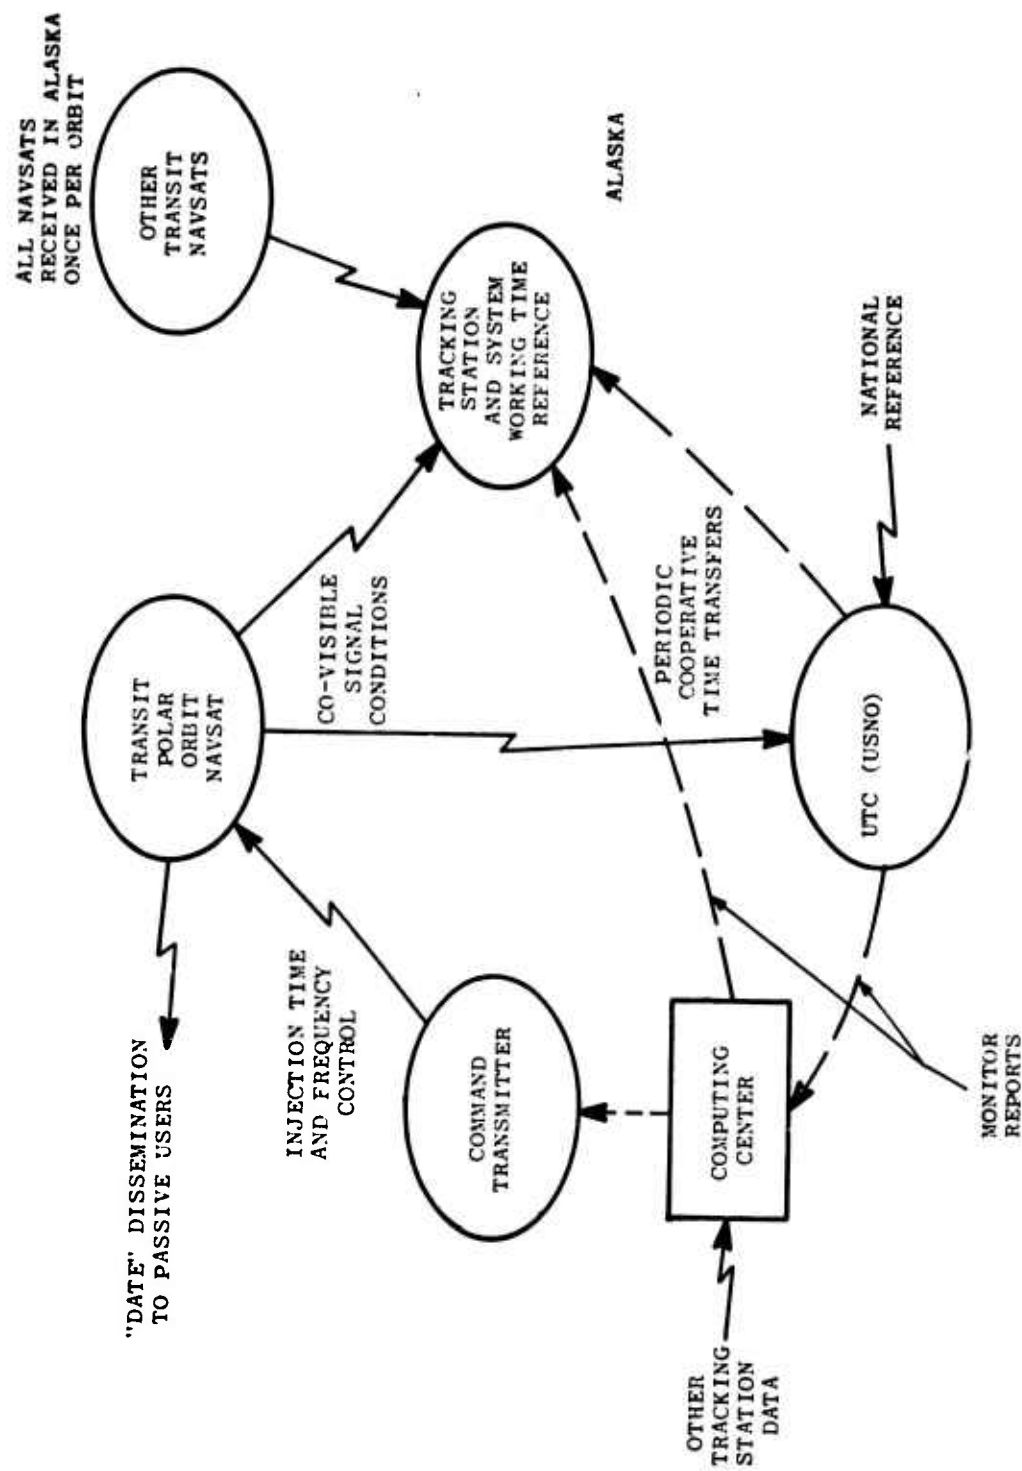 ALL NAVSATS
RECEIVED IN ALASKA
ONCE PER ORBIT
"DATE" DISSEMINATION
TO PASSIVE USERS
TRANSIT
POLAR
ORBIT
NAVSAT
OTHER
TRANSIT
NAVSATS
INJECTION TIME
AND FREQUENCY
CONTROL
CO-VISIBLE
SIGNAL
CONDITIONS
COMMAND
TRANSMITTER
TRACKING
STATION
AND SYSTEM
WORKING TIME
REFERENCE
ALASKA
PERIODIC
COOPERATIVE
TIME TRANSFERS
OTHER
TRACKING
STATION
DATA
COMPUTING
CENTER
UTC (USNO)
NATIONAL
REFERENCE
MONITOR
REPORTS